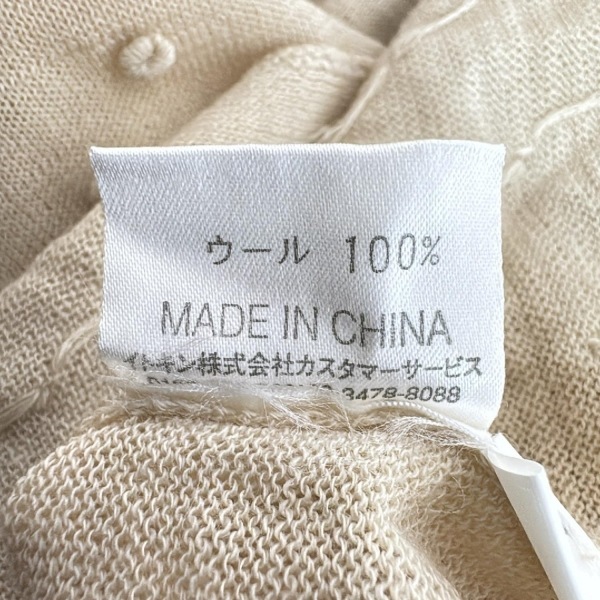 ウール 100%
MADE IN CHINA
イトキン株式会社カスタマーサービス
3478-8088